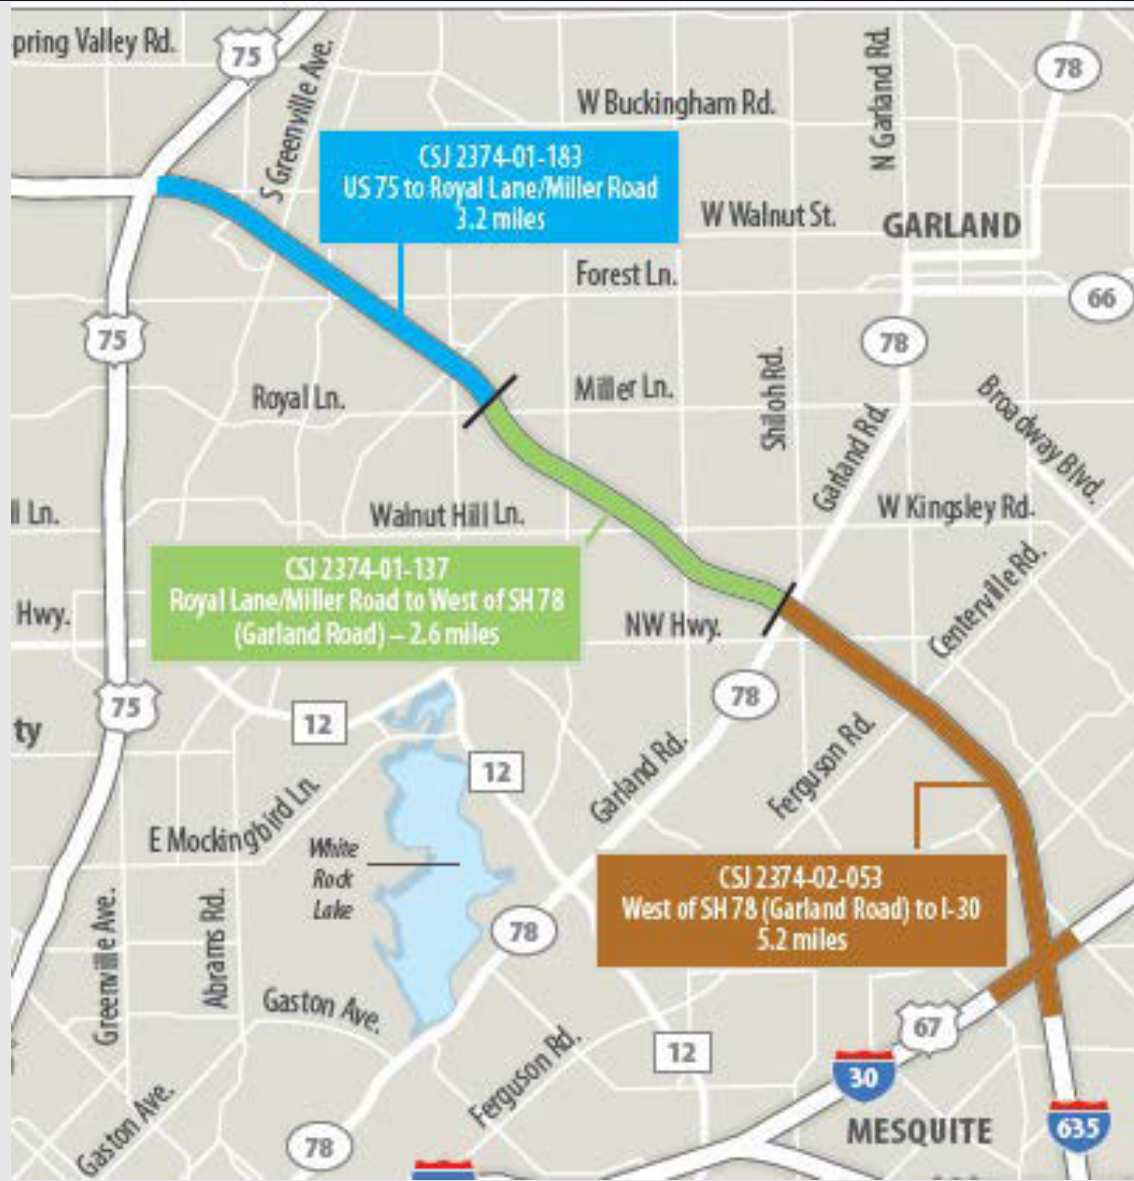 pring Valley Rd.
75
S Greenville Ave.
W Buckingham Rd.
N Garland Rd.
78
CSJ 2374-01-183
US 75 to Royal Lane/Miller Road
3.2 miles
W Walnut St.
GARLAND
Forest Ln.
66
75
78
Royal Ln.
Miller Ln.
Shiloh Rd.
Garland Rd.
Broadway Blvd.
ll Ln.
Walnut Hill Ln.
W Kingsley Rd.
CSJ 2374-01-137
Royal Lane/Miller Road to West of SH 78
(Garland Road) – 2.6 miles
Hwy.
NW Hwy.
Centerville Rd.
75
78
ty
12
12
Garland Rd.
Ferguson Rd.
E Mockingbird Ln.
White
Rock
Lake
CSJ 2374-02-053
West of SH 78 (Garland Road) to I-30
5.2 miles
Greenville Ave.
Abrams Rd.
78
Gaston Ave.
67
12
30
Ferguson Rd.
Gaston Ave.
78
MESQUITE
635